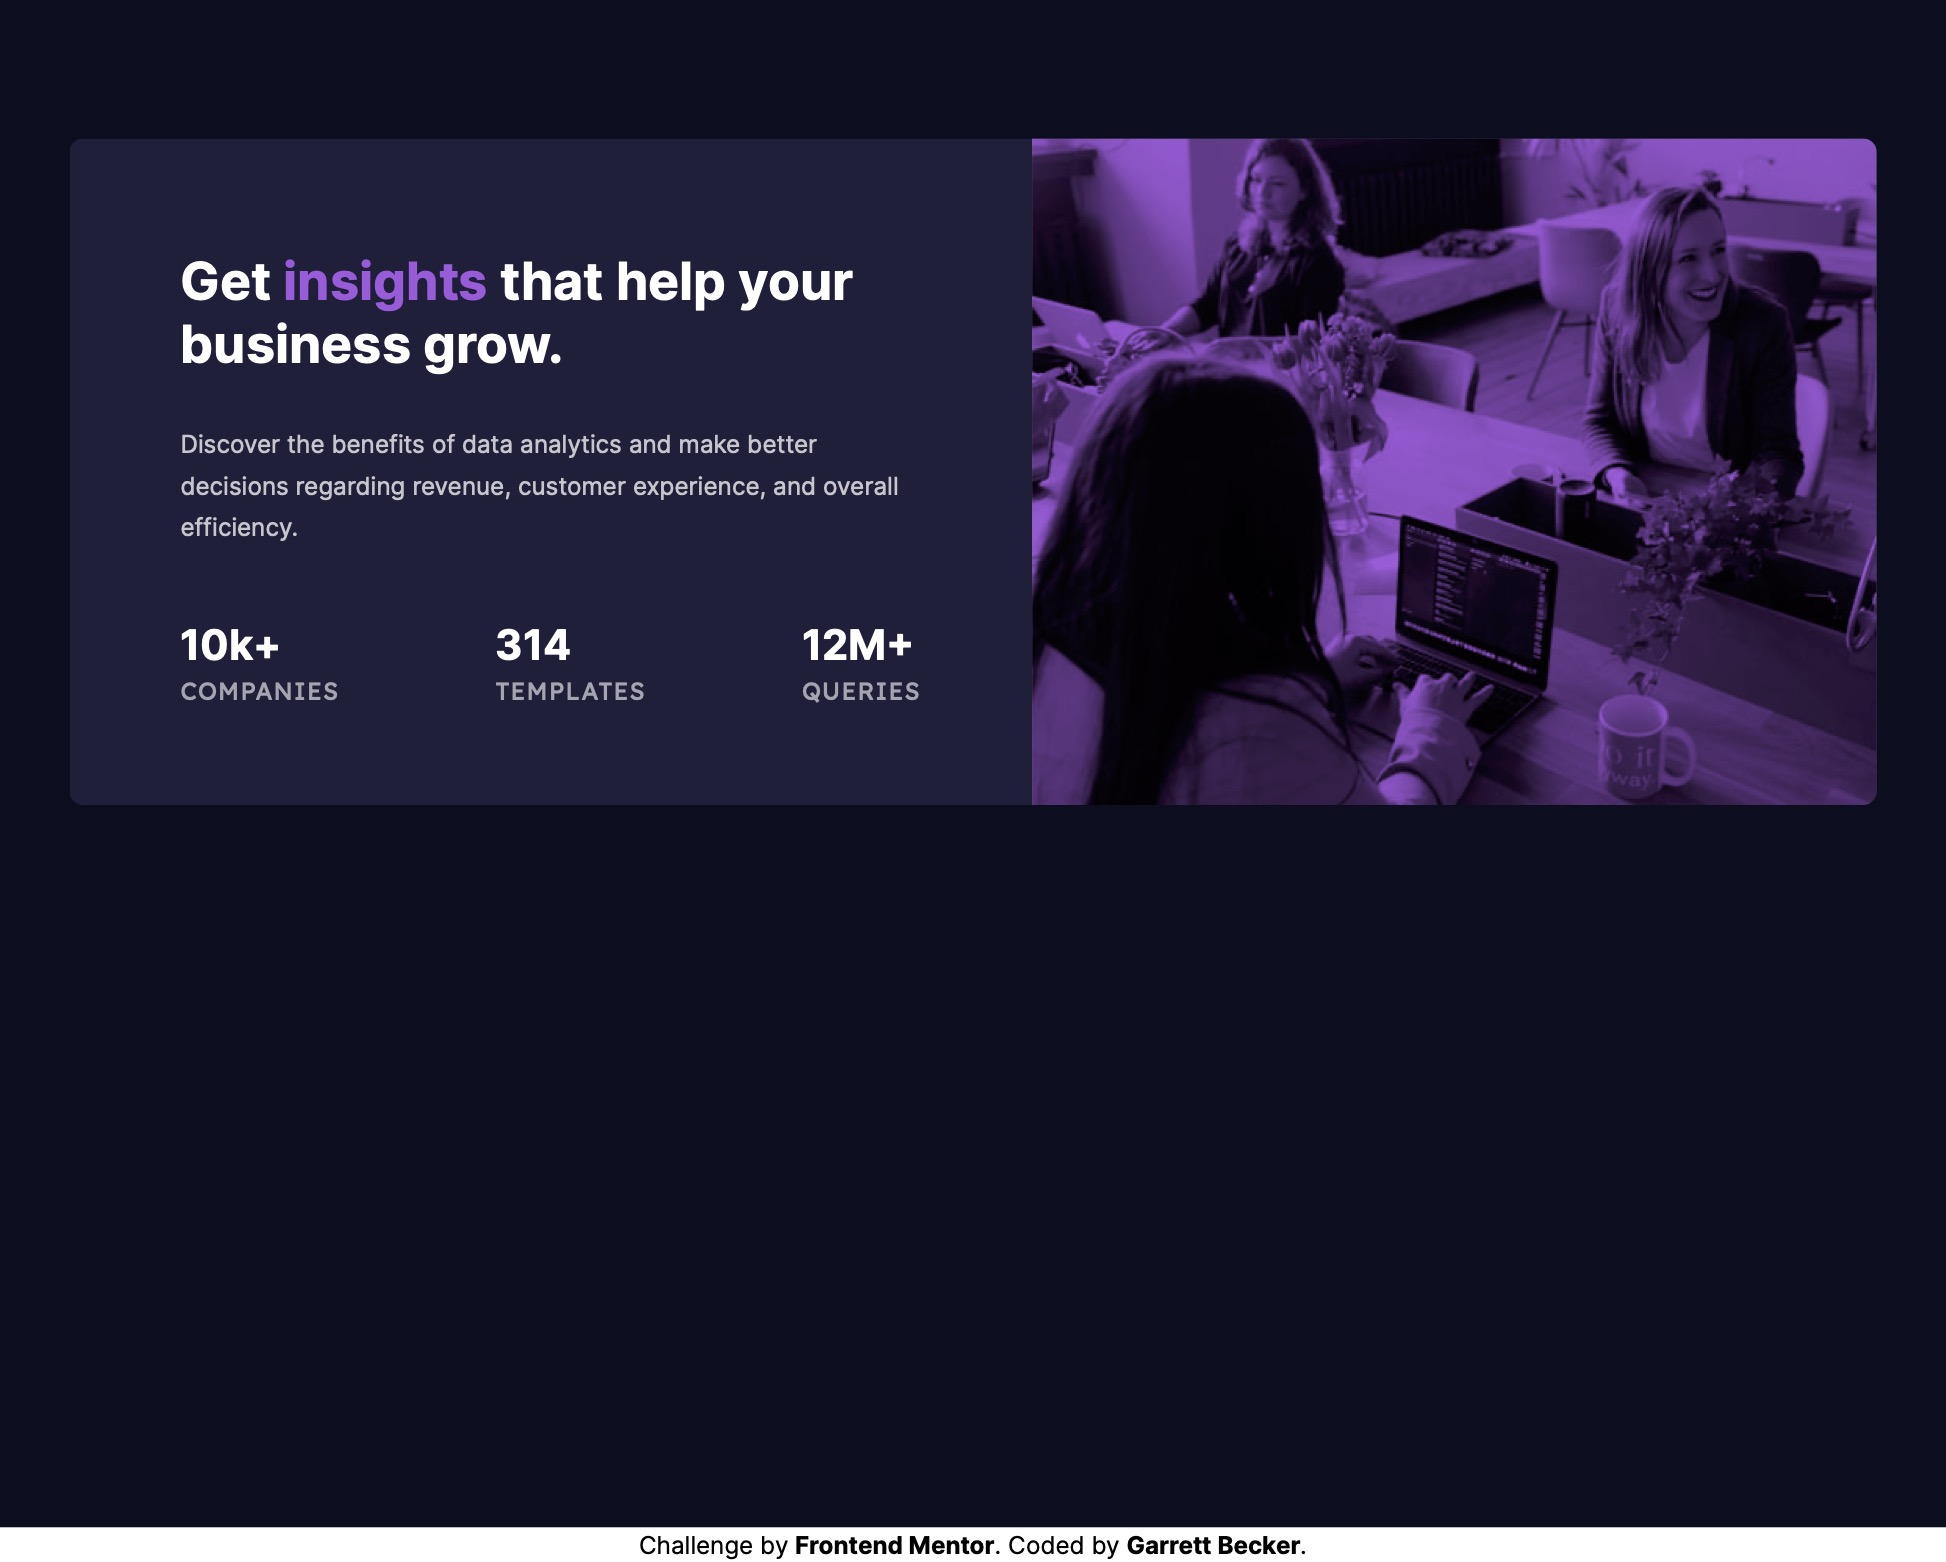 Get insights that help your
business grow.
Discover the benefits of data analytics and make better
decisions regarding revenue, customer experience, and overall
efficiency.
10k+
COMPANIES
314
TEMPLATES
12M+
QUERIES
Challenge by Frontend Mentor. Coded by Garrett Becker.